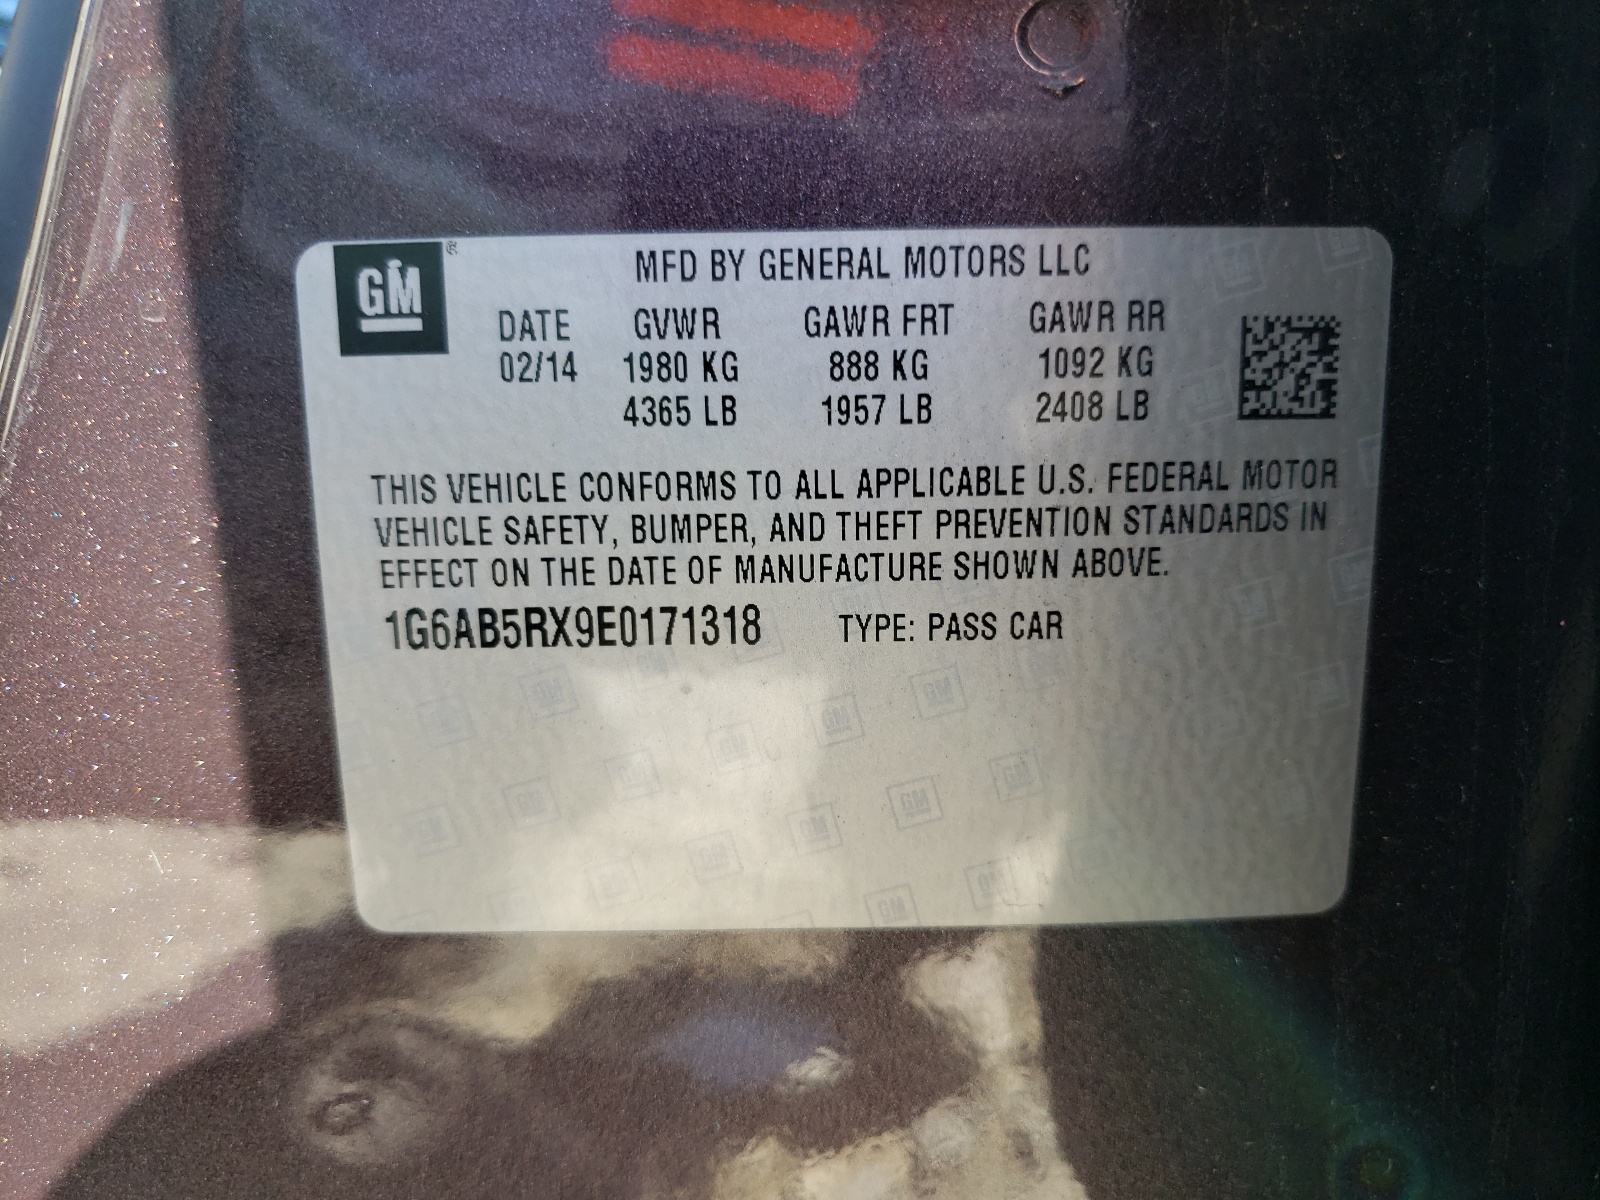 GM ®
MFD BY GENERAL MOTORS LLC
DATE GVWR GAWR FRT GAWR RR
02/14 1980 KG 888 KG 1092 KG
4365 LB 1957 LB 2408 LB
THIS VEHICLE CONFORMS TO ALL APPLICABLE U.S. FEDERAL MOTOR
VEHICLE SAFETY, BUMPER, AND THEFT PREVENTION STANDARDS IN
EFFECT ON THE DATE OF MANUFACTURE SHOWN ABOVE.
1G6AB5RX9E0171318 TYPE: PASS CAR